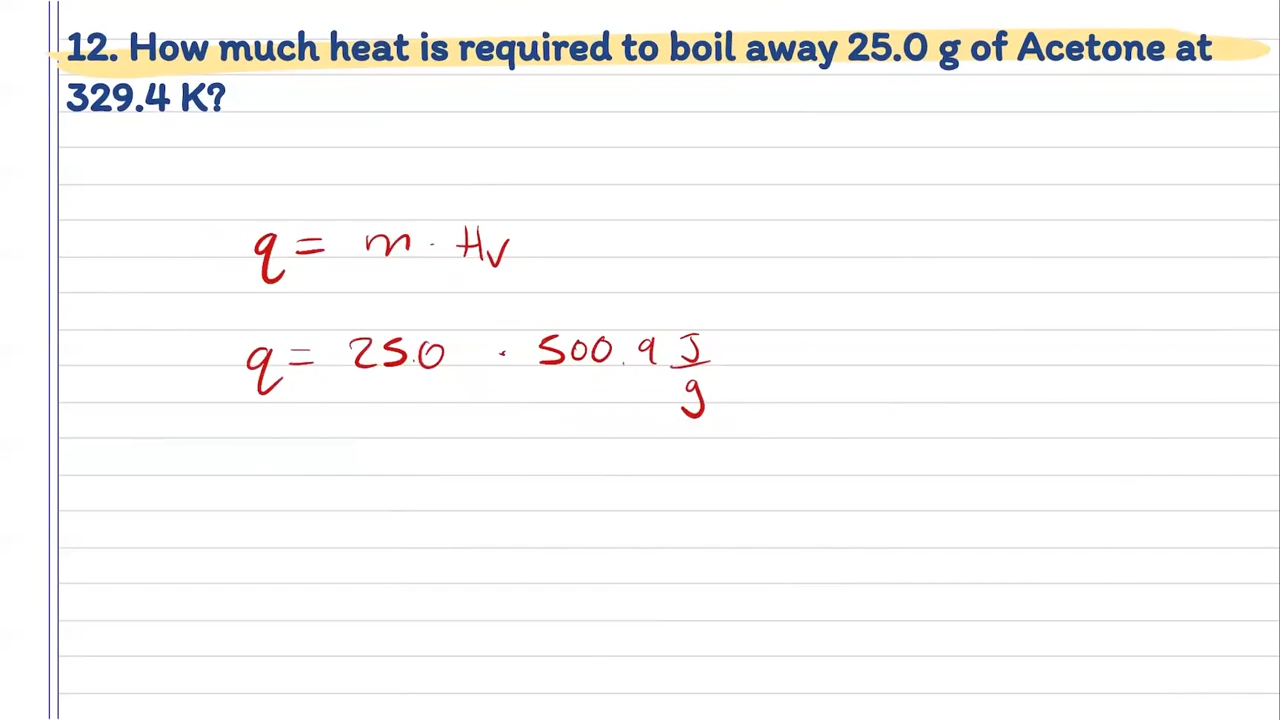 12. How much heat is required to boil away 25.0 g of Acetone at
329.4 K?
q = m · Hv
q = 25.0 · 500.9 J/g